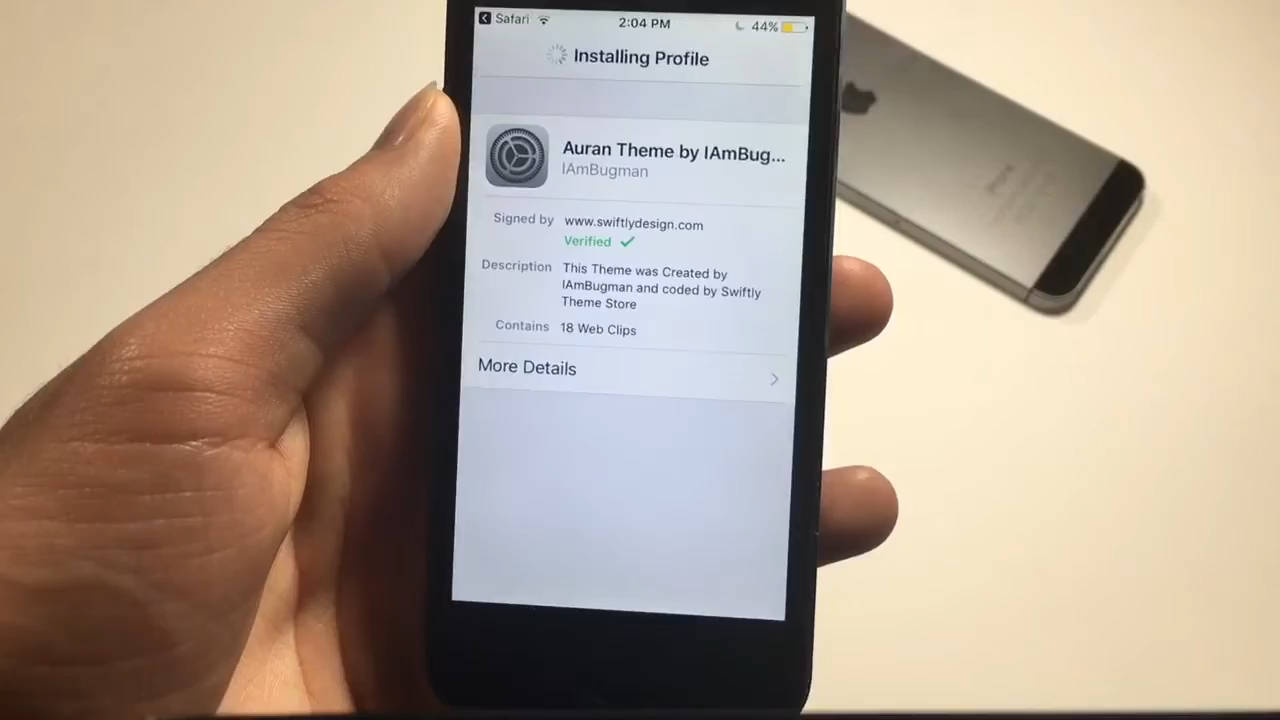 Safari
2:04 PM
44%
Installing Profile
Auran Theme by IAmBug...
IAmBugman
Signed by www.swiftlydesign.com
Verified ✓
Description This Theme was Created by
IAmBugman and coded by Swiftly
Theme Store
Contains 18 Web Clips
More Details